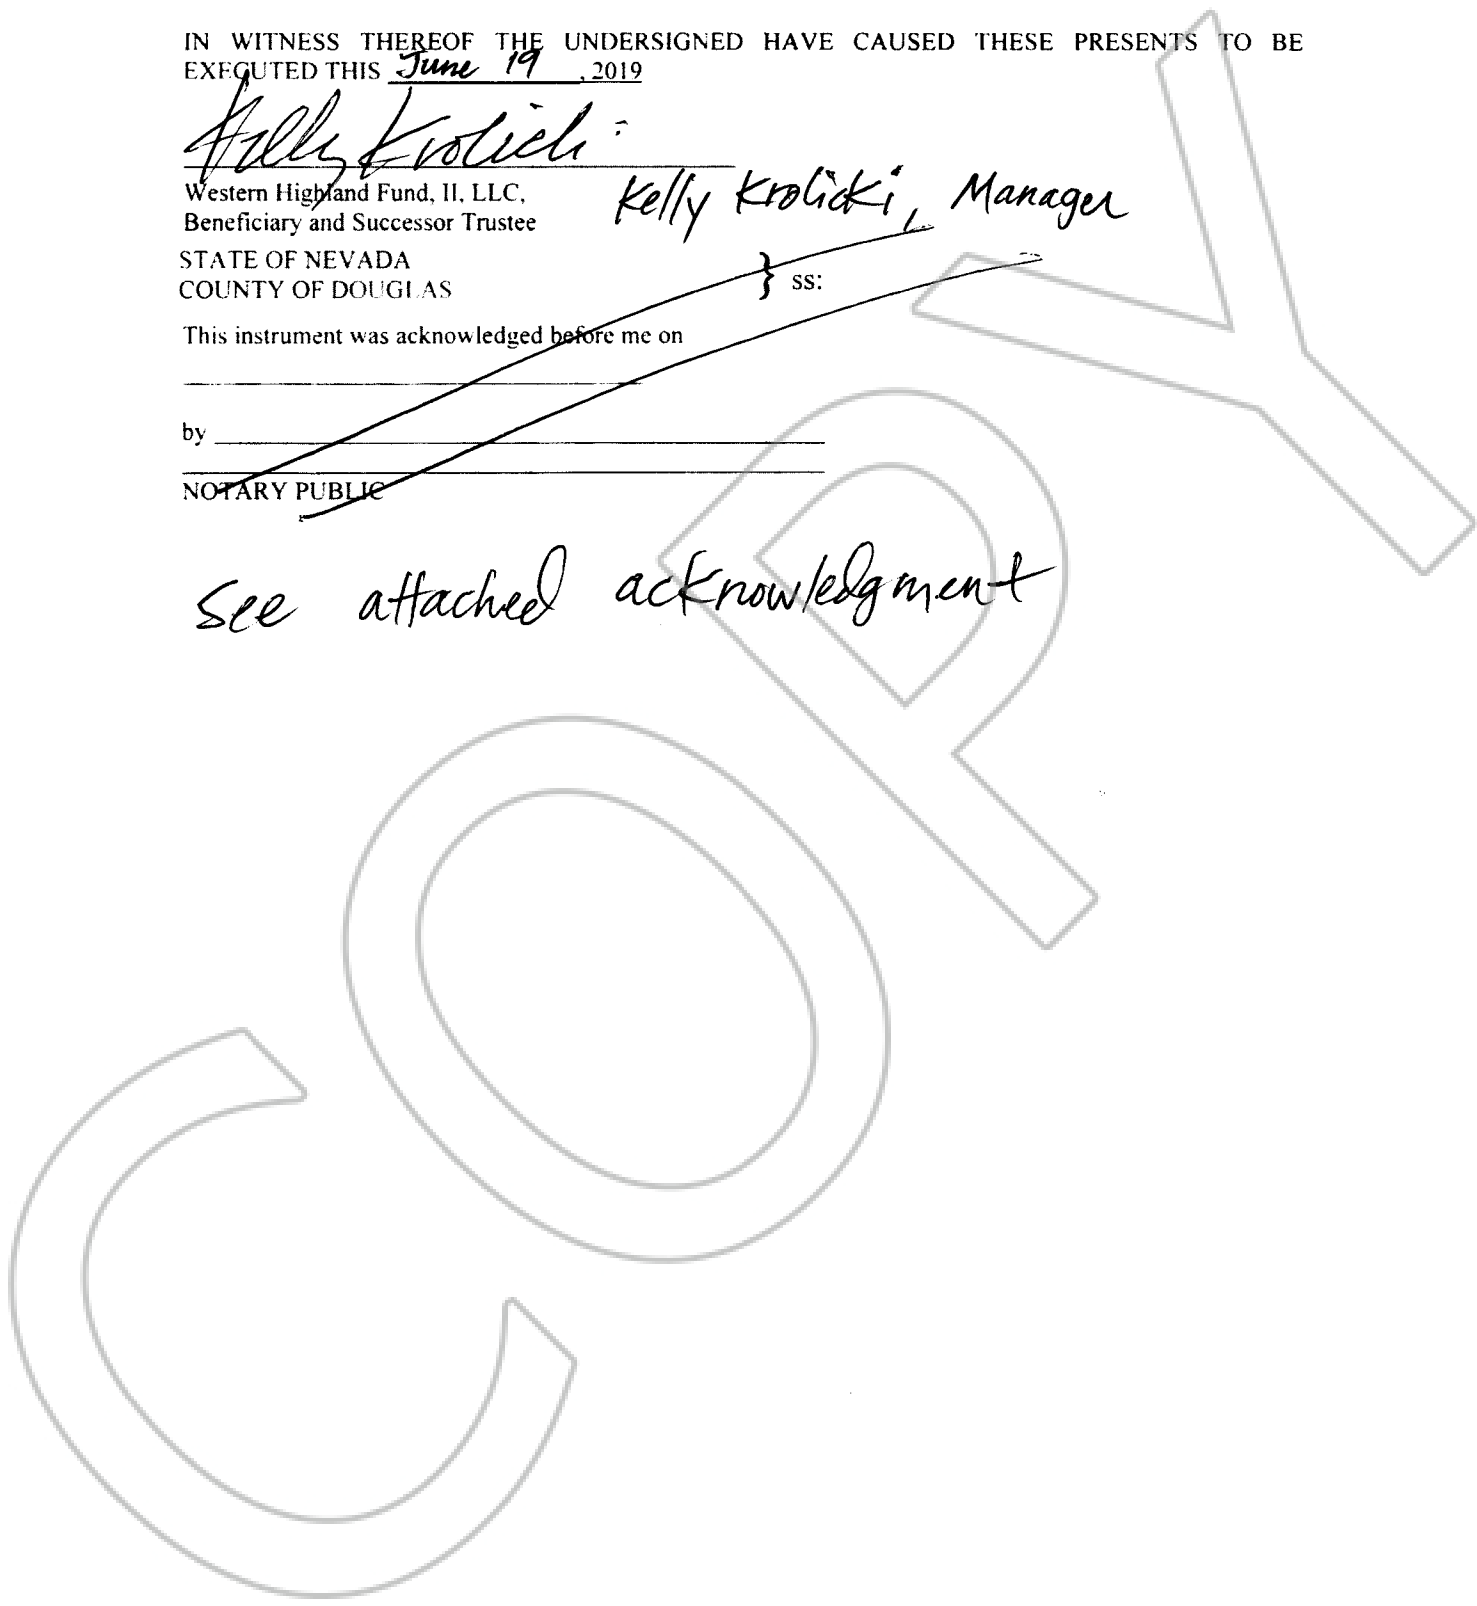 IN WITNESS THEREOF THE UNDERSIGNED HAVE CAUSED THESE PRESENTS TO BE
EXECUTED THIS June 19, 2019
Kelly Krolicki
Western Highland Fund, II, LLC,
Beneficiary and Successor Trustee
Kelly Krolicki, Manager
STATE OF NEVADA
COUNTY OF DOUGLAS
} ss:
This instrument was acknowledged before me on
by
NOTARY PUBLIC
See attached acknowledgment
COPY